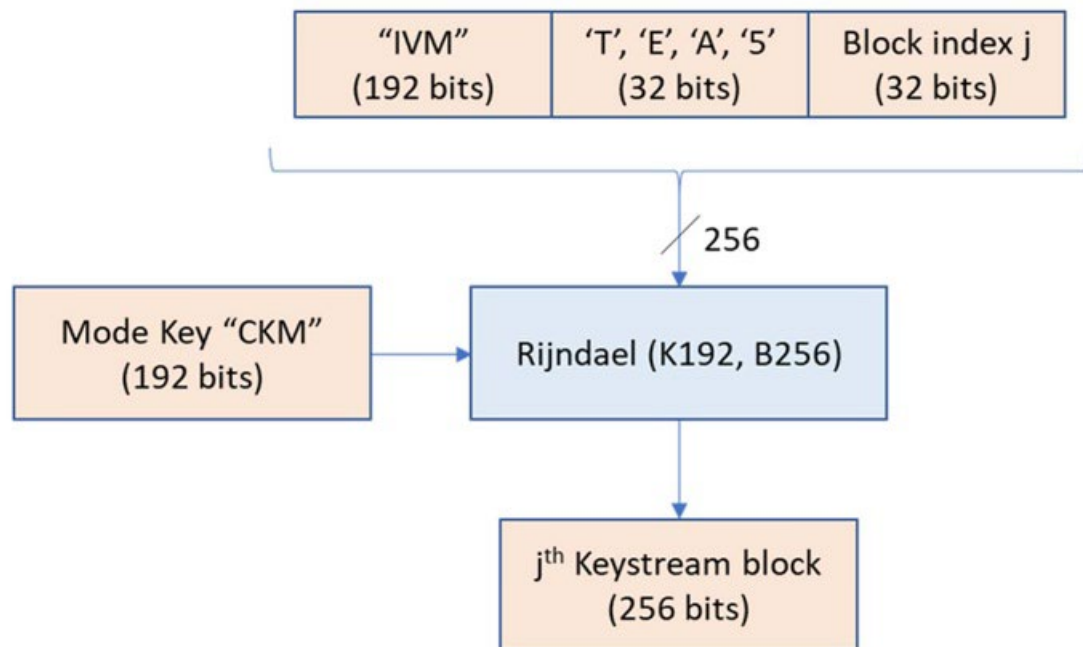 “IVM”
(192 bits)
‘T’, ‘E’, ‘A’, ‘5’
(32 bits)
Block index j
(32 bits)
256
Mode Key “CKM”
(192 bits)
Rijndael (K192, B256)
jth Keystream block
(256 bits)